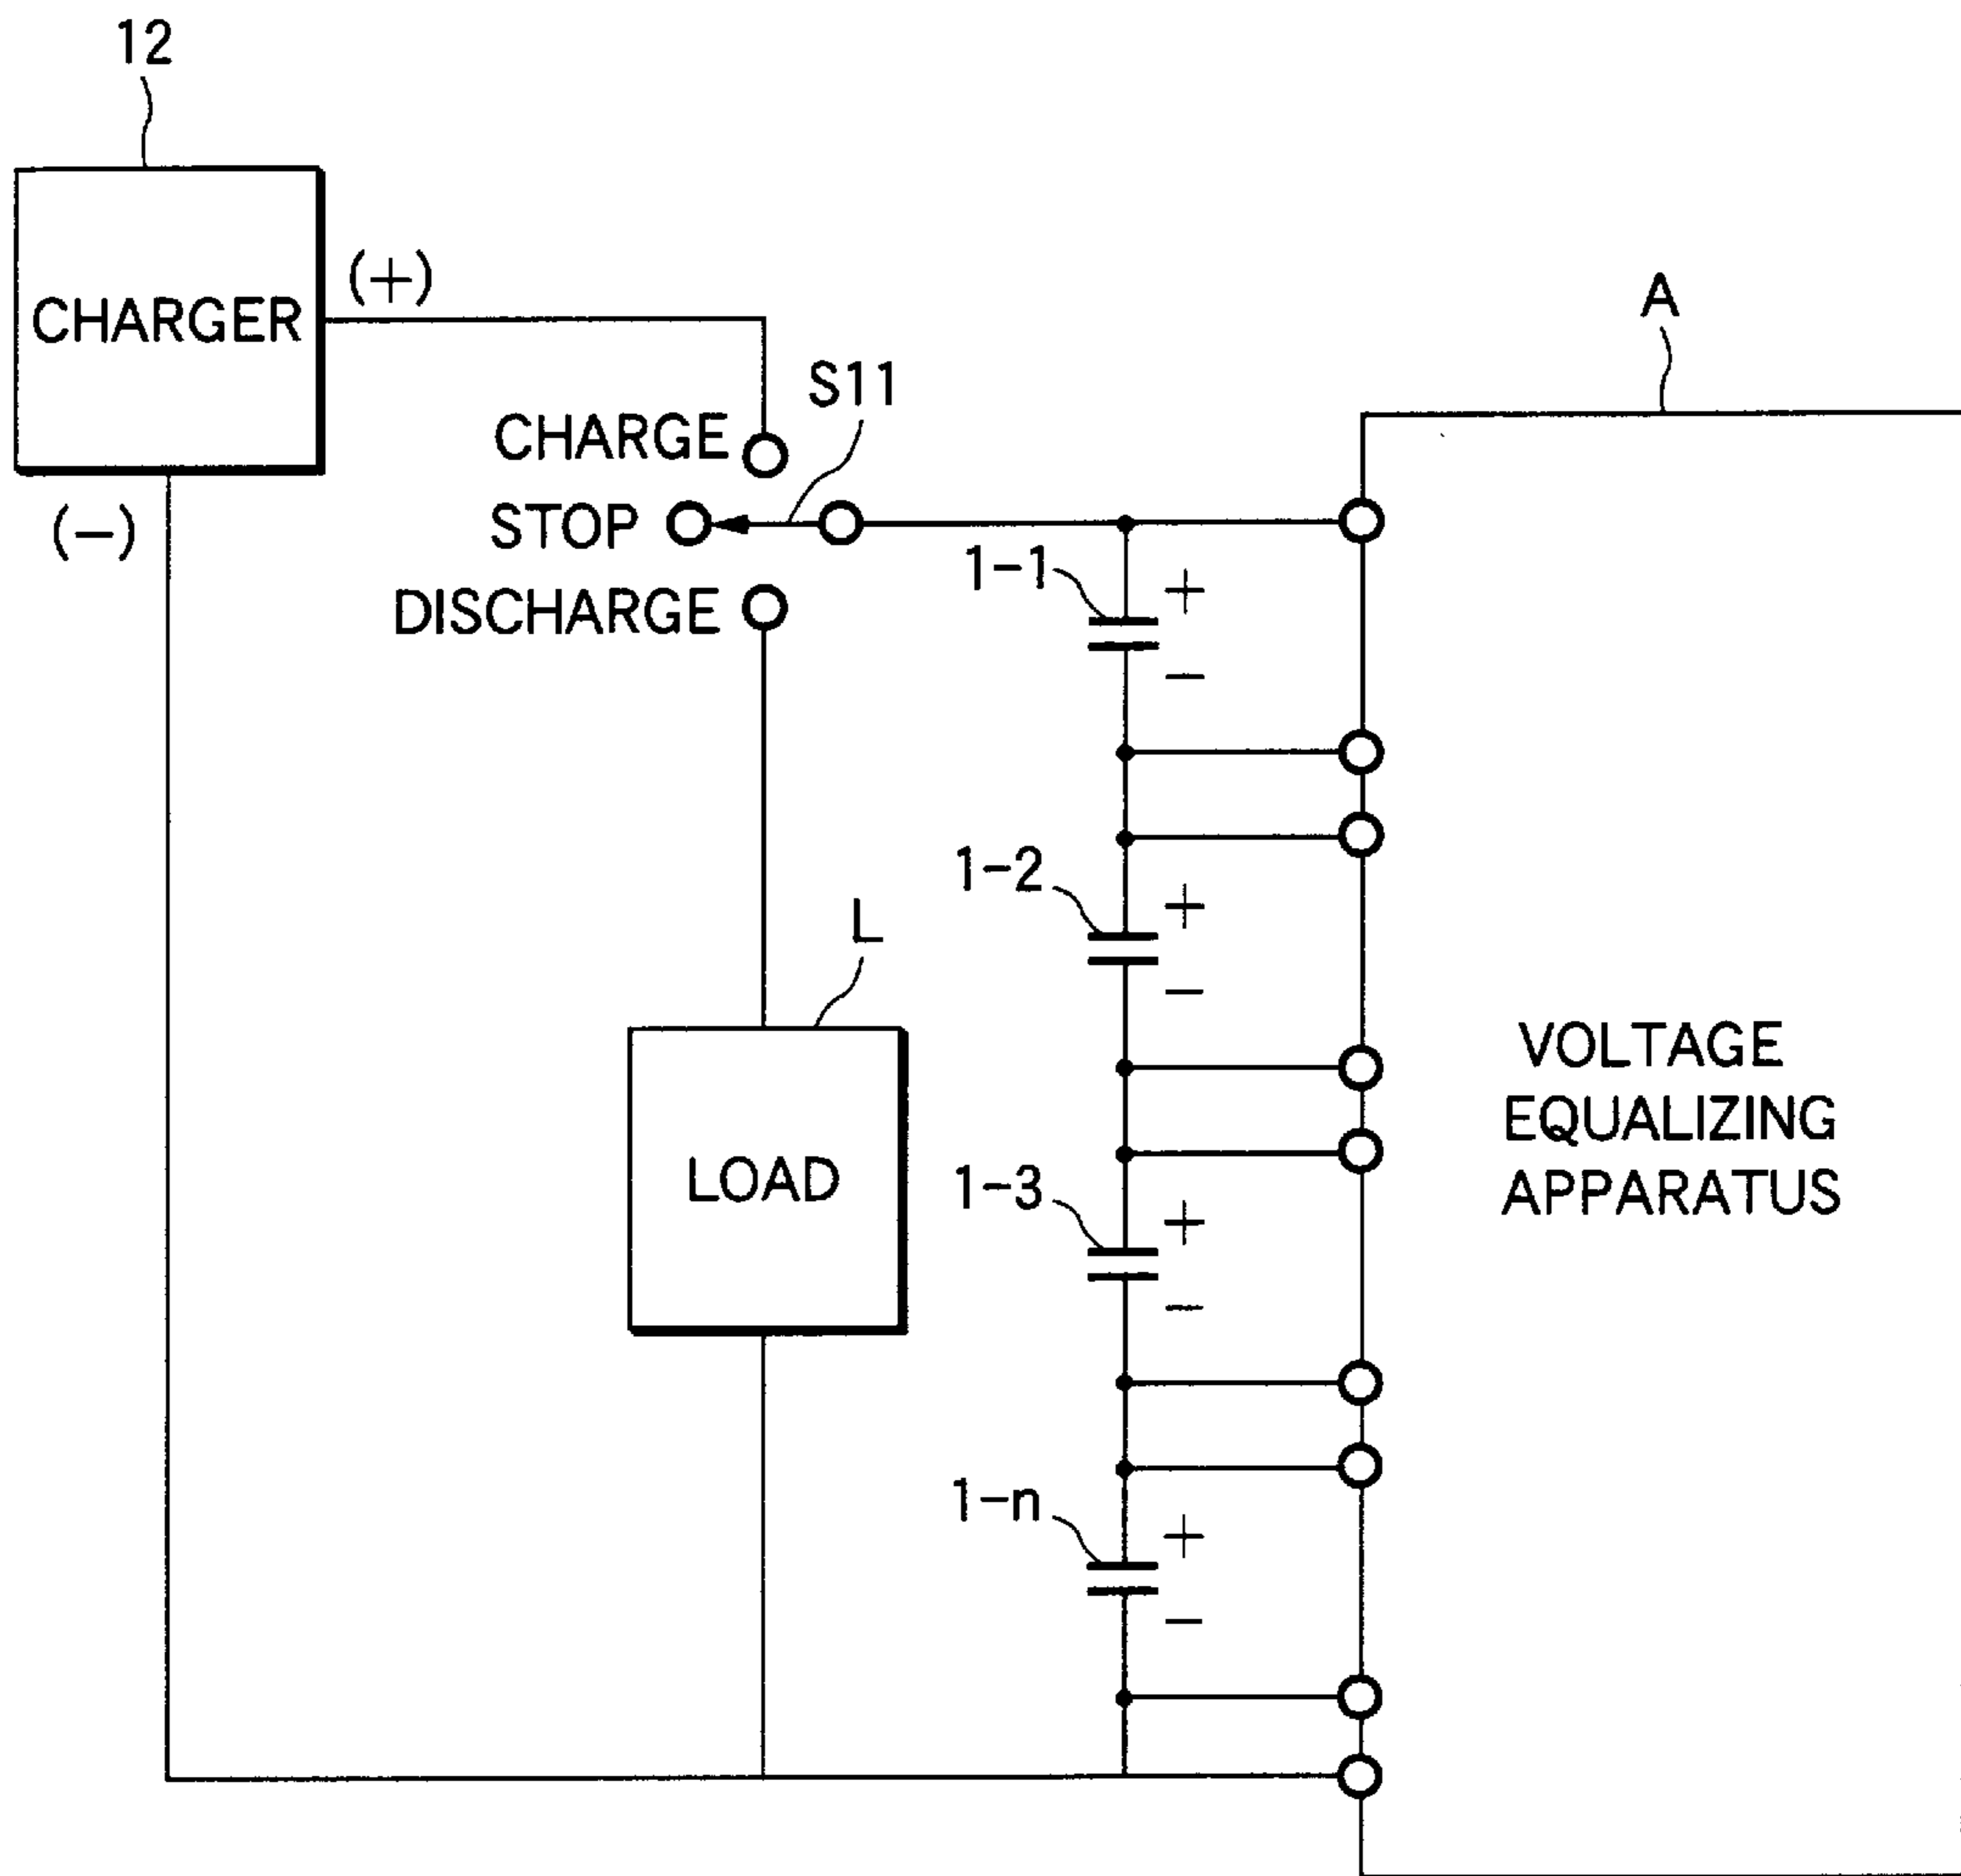 12
CHARGER
(+)
(−)
A
S11
CHARGE
STOP
DISCHARGE
1-1
+
−
1-2
+
−
L
LOAD
VOLTAGE
EQUALIZING
APPARATUS
1-3
+
−
1-n
+
−